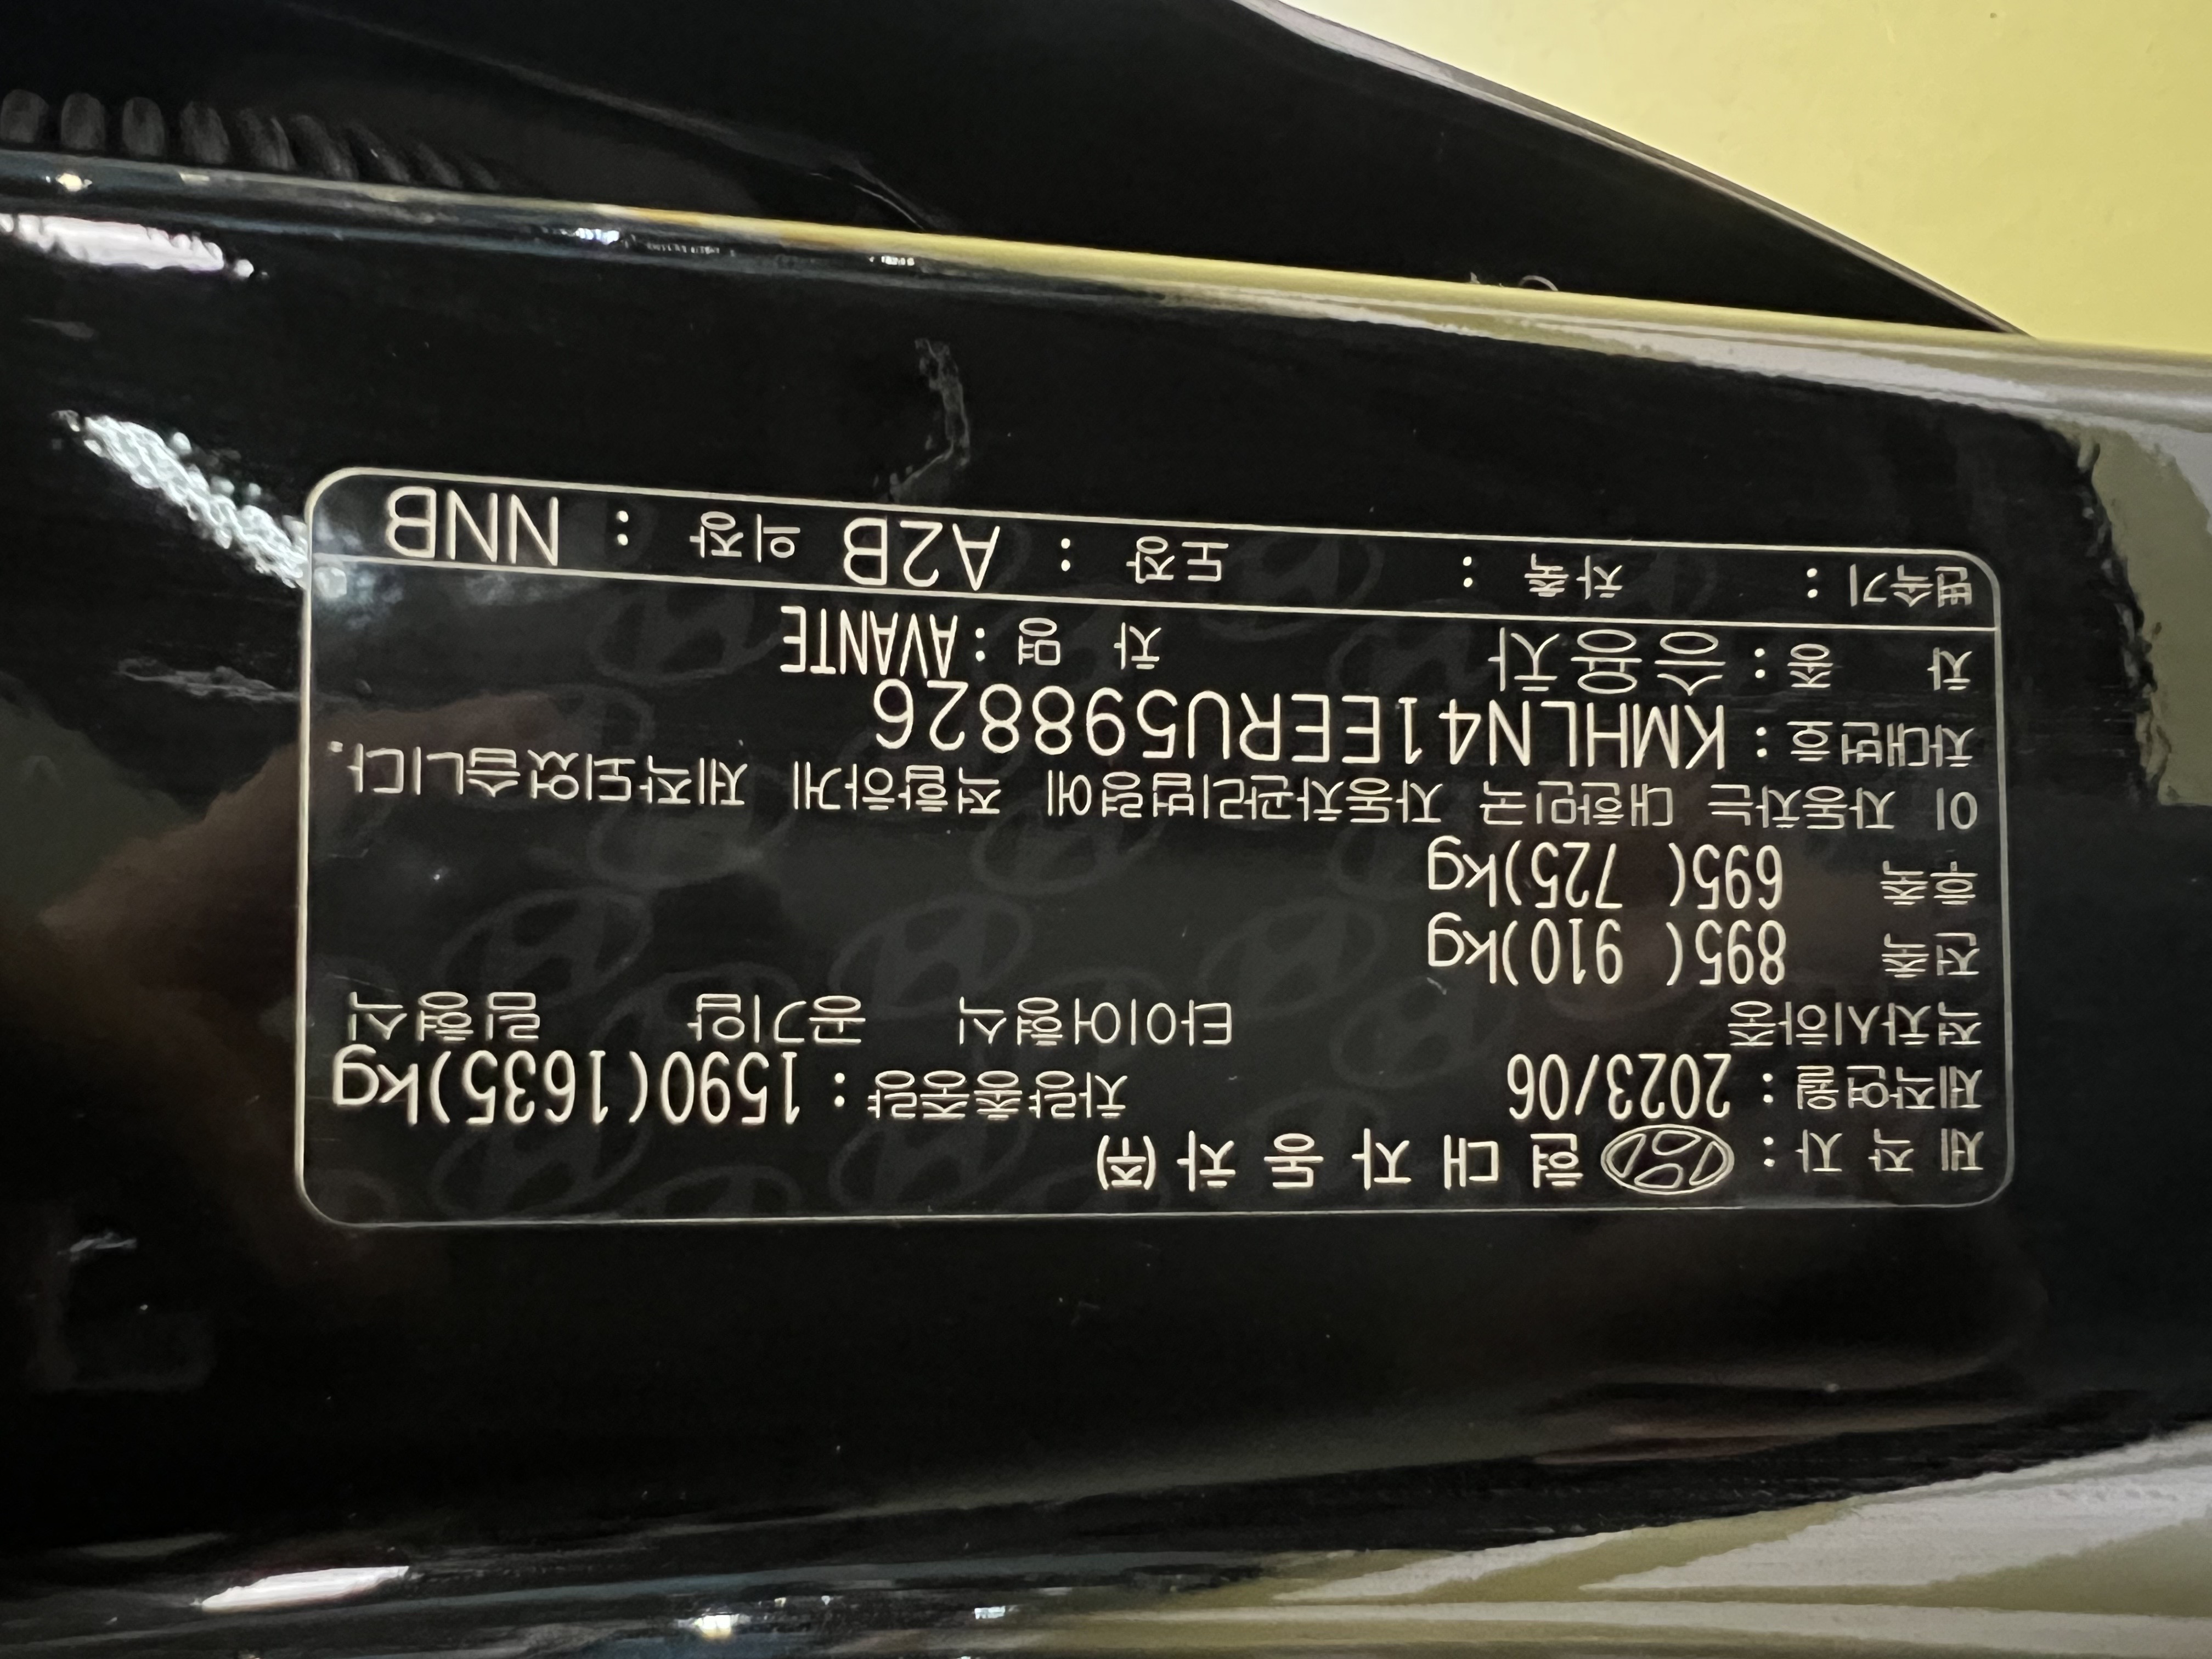 제 작 자 : 현 대 자 동 차 (주)
제작연월 : 2023/06 차량총중량 : 1590(1635)kg
적차시하중 타이어형식 공기압 림형식
전 축 895( 910)kg
후 축 695( 725)kg
이 자동차는 대한민국 자동차관리법령에 적합하게 제작되었습니다.
차대번호 : KMHLN41EERU598826
차 종 : 승용차 차 명 : AVANTE
변속기 : 차축 : 도장 : A2B 의장 : NNB